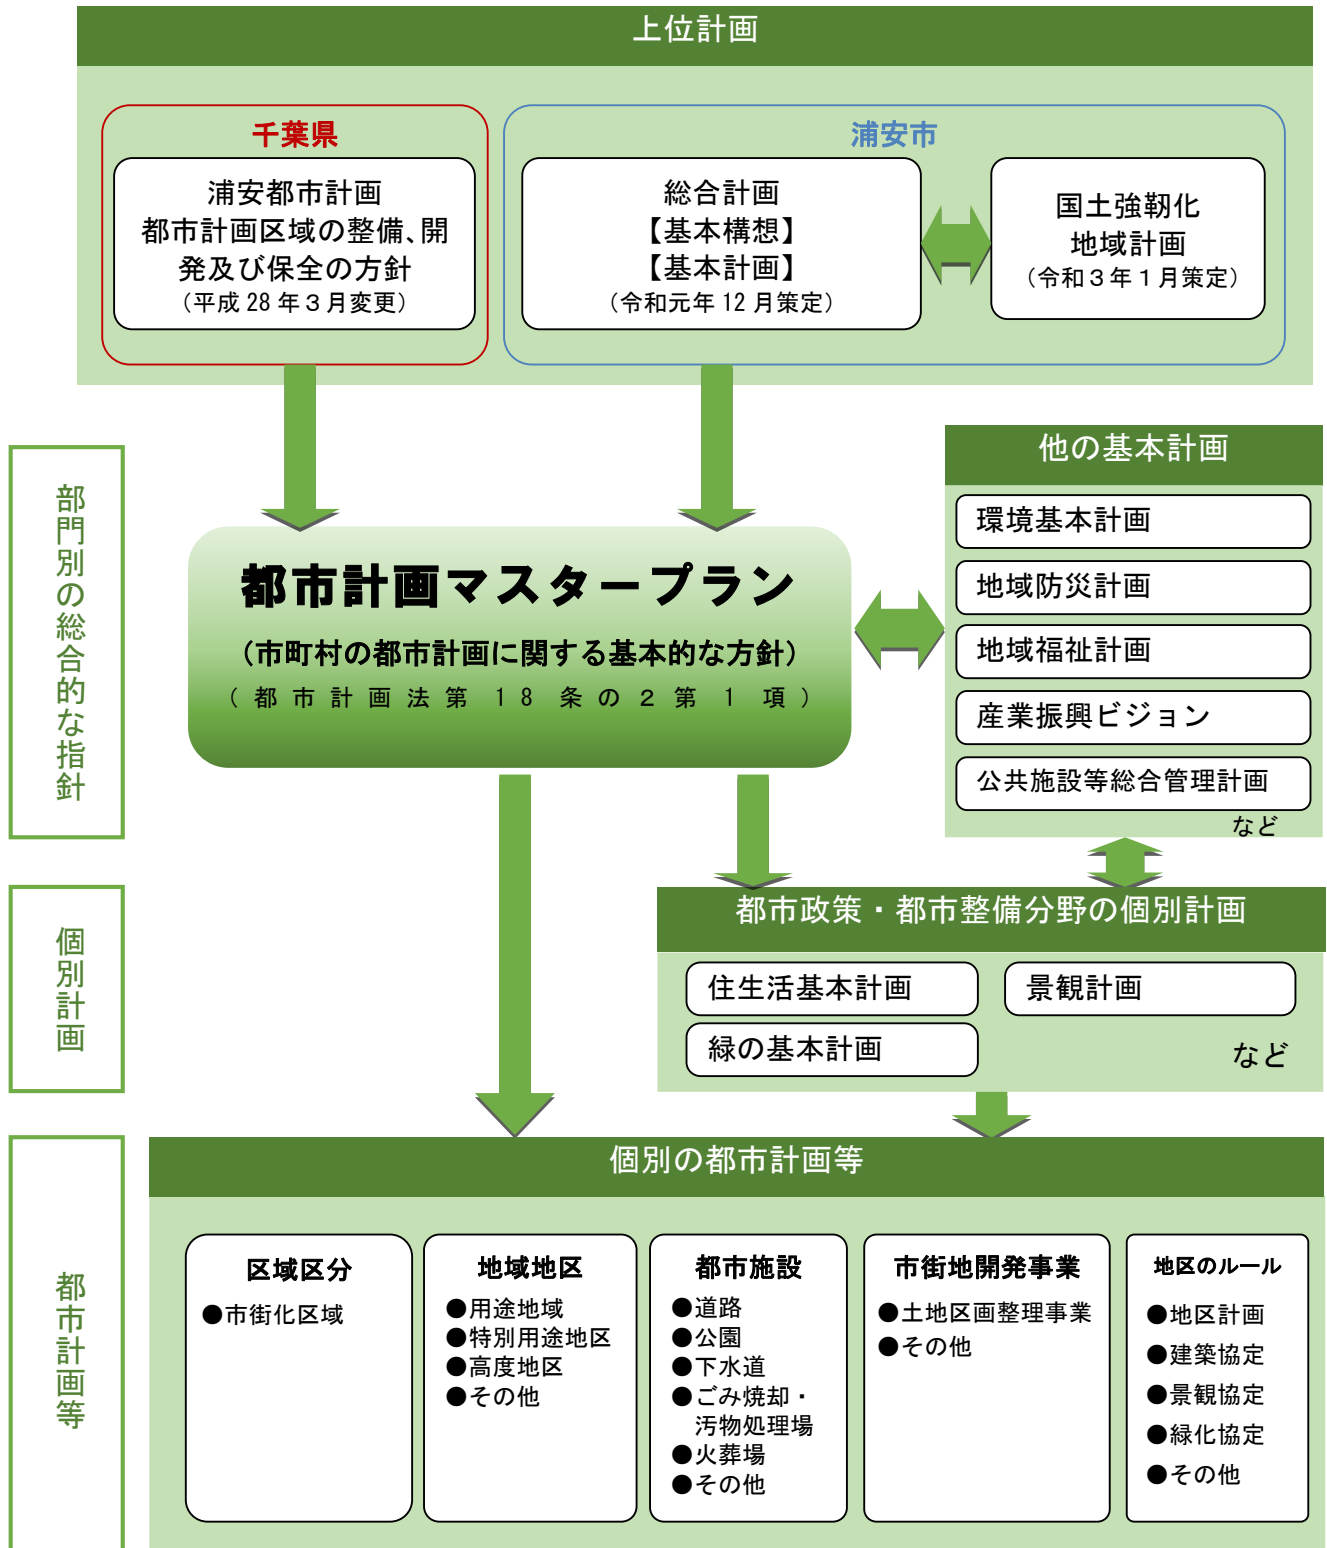 上位計画
千葉県
浦安都市計画
都市計画区域の整備、開
発及び保全の方針
（平成 28 年３月変更）
浦安市
総合計画
【基本構想】
【基本計画】
（令和元年 12 月策定）
国土強靭化
地域計画
（令和３年１月策定）
部門別の総合的な指針
都市計画マスタープラン
（市町村の都市計画に関する基本的な方針）
（都市計画法第 18 条の２第１項）
他の基本計画
環境基本計画
地域防災計画
地域福祉計画
産業振興ビジョン
公共施設等総合管理計画
など
個別計画
都市政策・都市整備分野の個別計画
住生活基本計画
景観計画
緑の基本計画
など
都市計画等
個別の都市計画等
区域区分
●市街化区域
地域地区
●用途地域
●特別用途地区
●高度地区
●その他
都市施設
●道路
●公園
●下水道
●ごみ焼却・
汚物処理場
●火葬場
●その他
市街地開発事業
●土地区画整理事業
●その他
地区のルール
●地区計画
●建築協定
●景観協定
●緑化協定
●その他